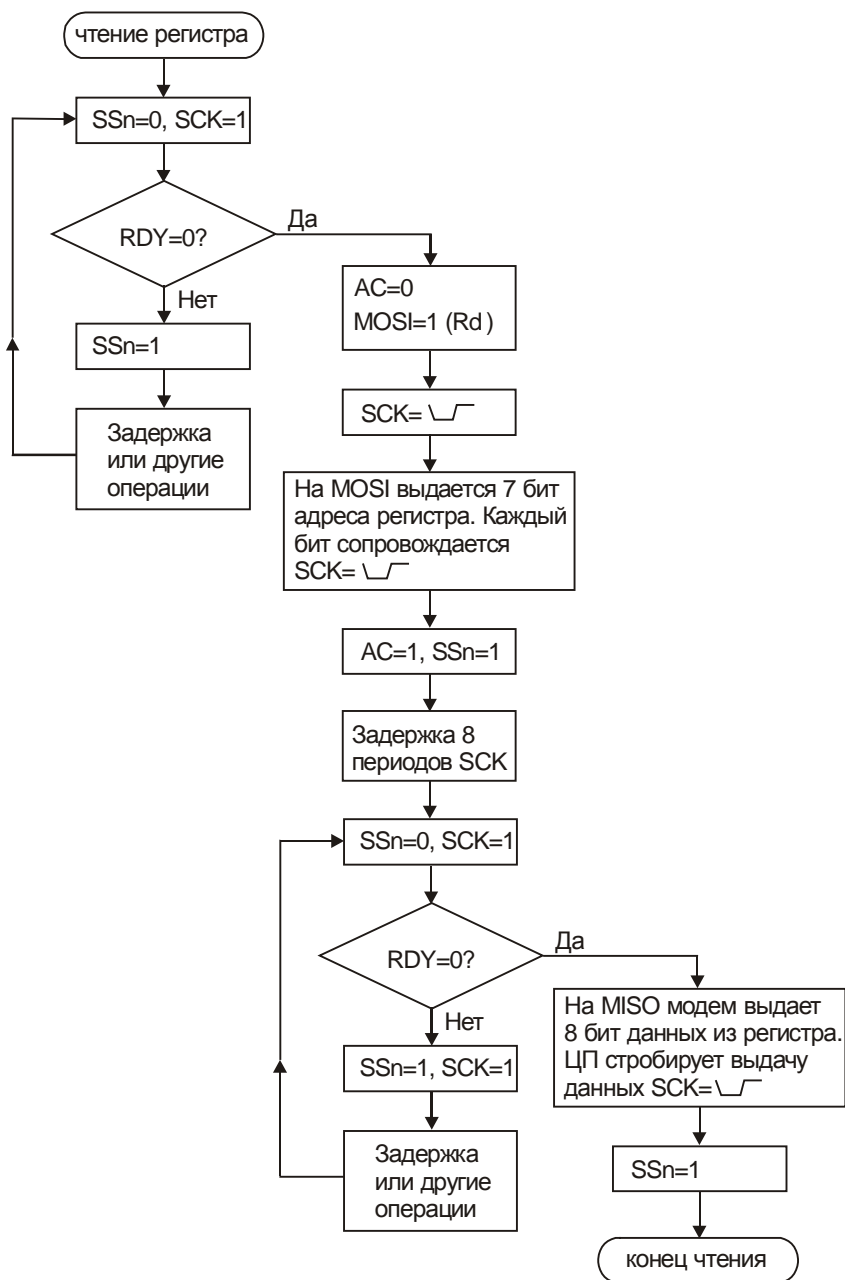 чтение регистра
SSn=0, SCK=1
RDY=0?
Да
Нет
SSn=1
Задержка
или другие
операции
AC=0
MOSI=1 (Rd )
SCK=
На MOSI выдается 7 бит
адреса регистра. Каждый
бит сопровождается
SCK=
AC=1, SSn=1
Задержка 8
периодов SCK
SSn=0, SCK=1
RDY=0?
Да
Нет
SSn=1, SCK=1
Задержка
или другие
операции
На MISO модем выдает
8 бит данных из регистра.
ЦП стробирует выдачу
данных SCK=
SSn=1
конец чтения